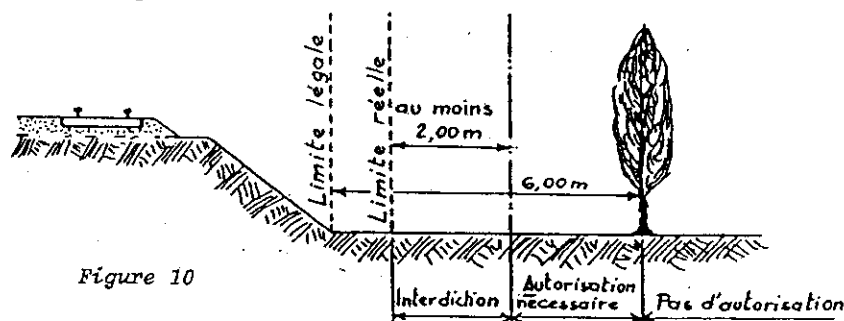 Limite légale
Limite réelle
au moins
2,00m
6,00m
Figure 10
Interdiction
Autorisation
nécessaire
Pas d'autorisation